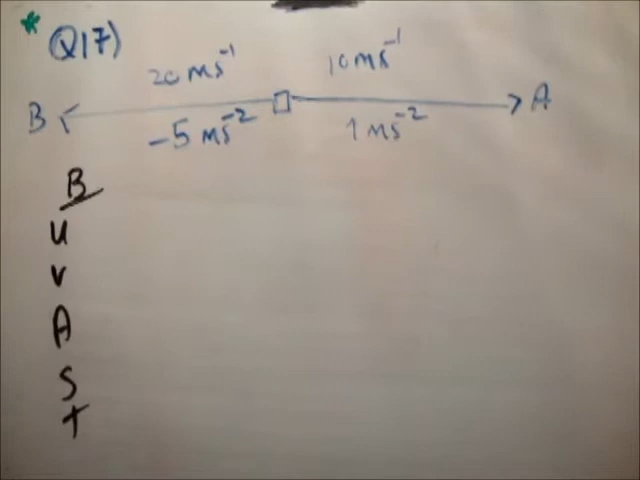 * Q17)
20 ms⁻¹ 10 ms⁻¹
B A
-5 ms⁻² 1 ms⁻²
B
U
V
A
S
T